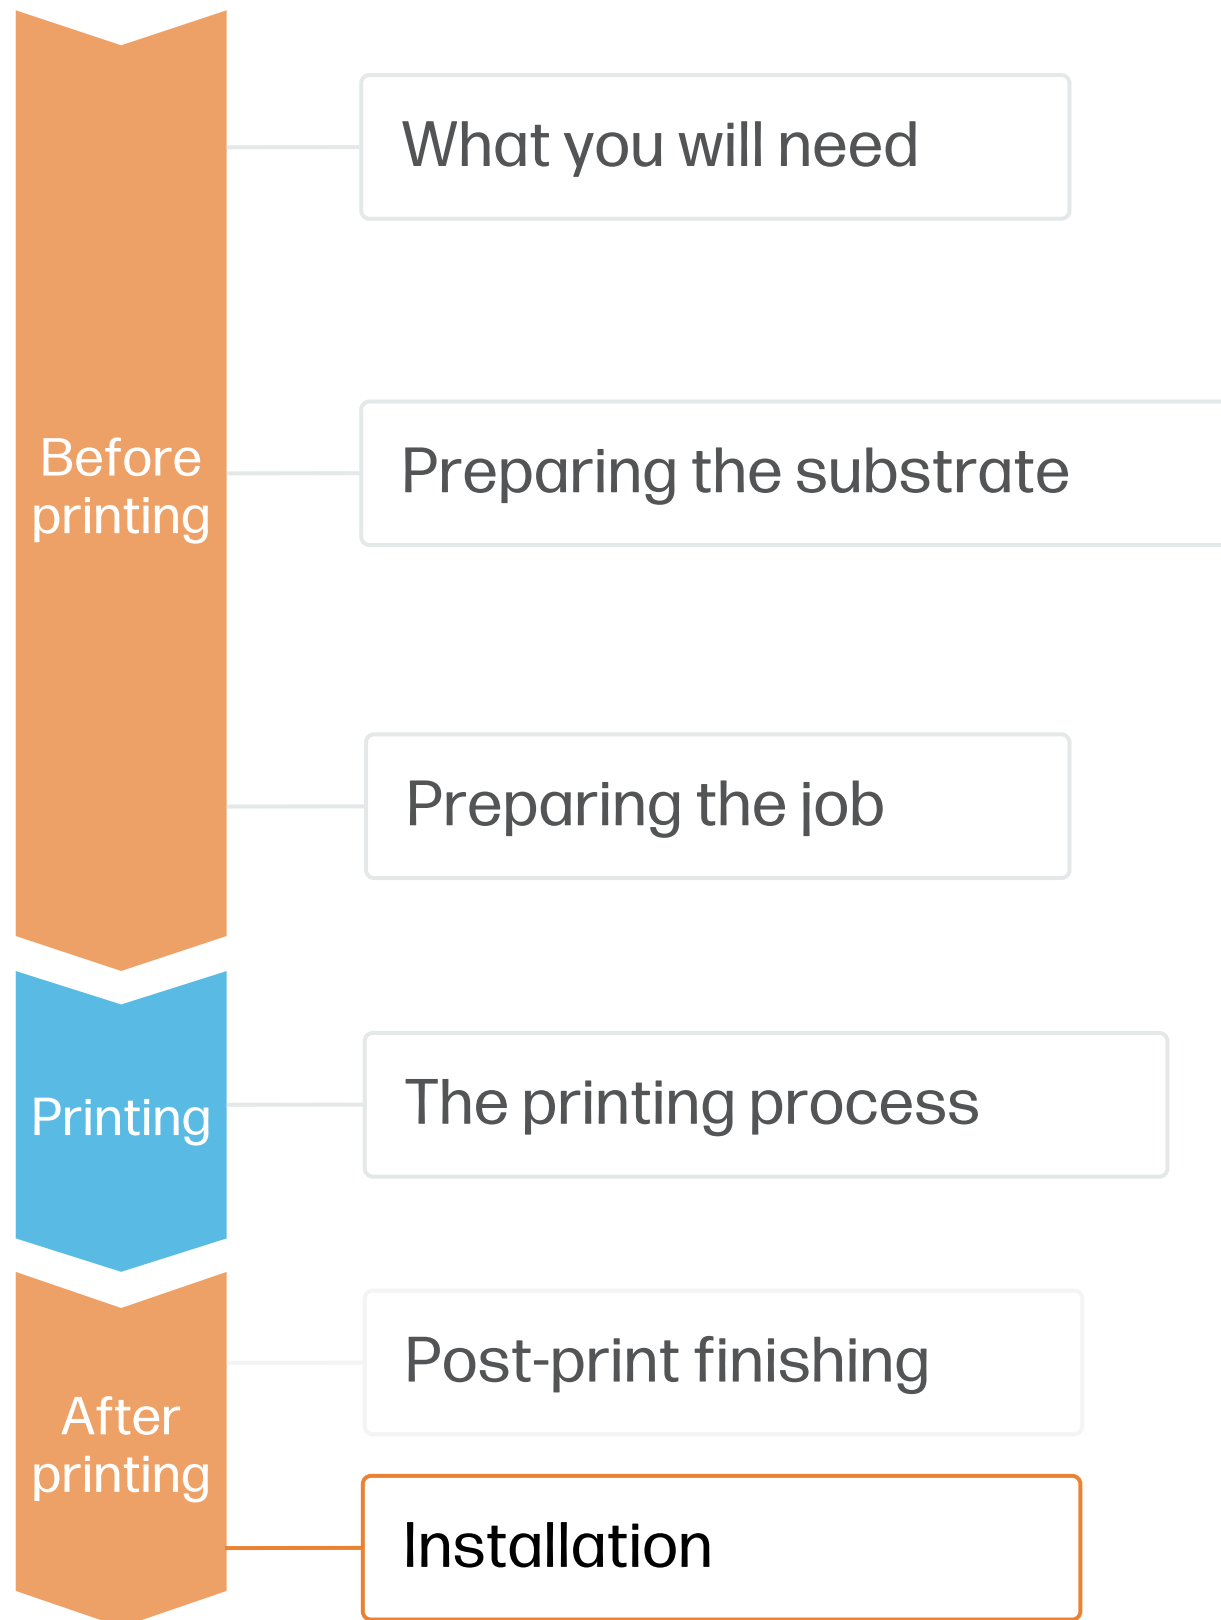 What you will need
Before
printing
Preparing the substrate
Preparing the job
Printing
The printing process
After
printing
Post-print finishing
Installation